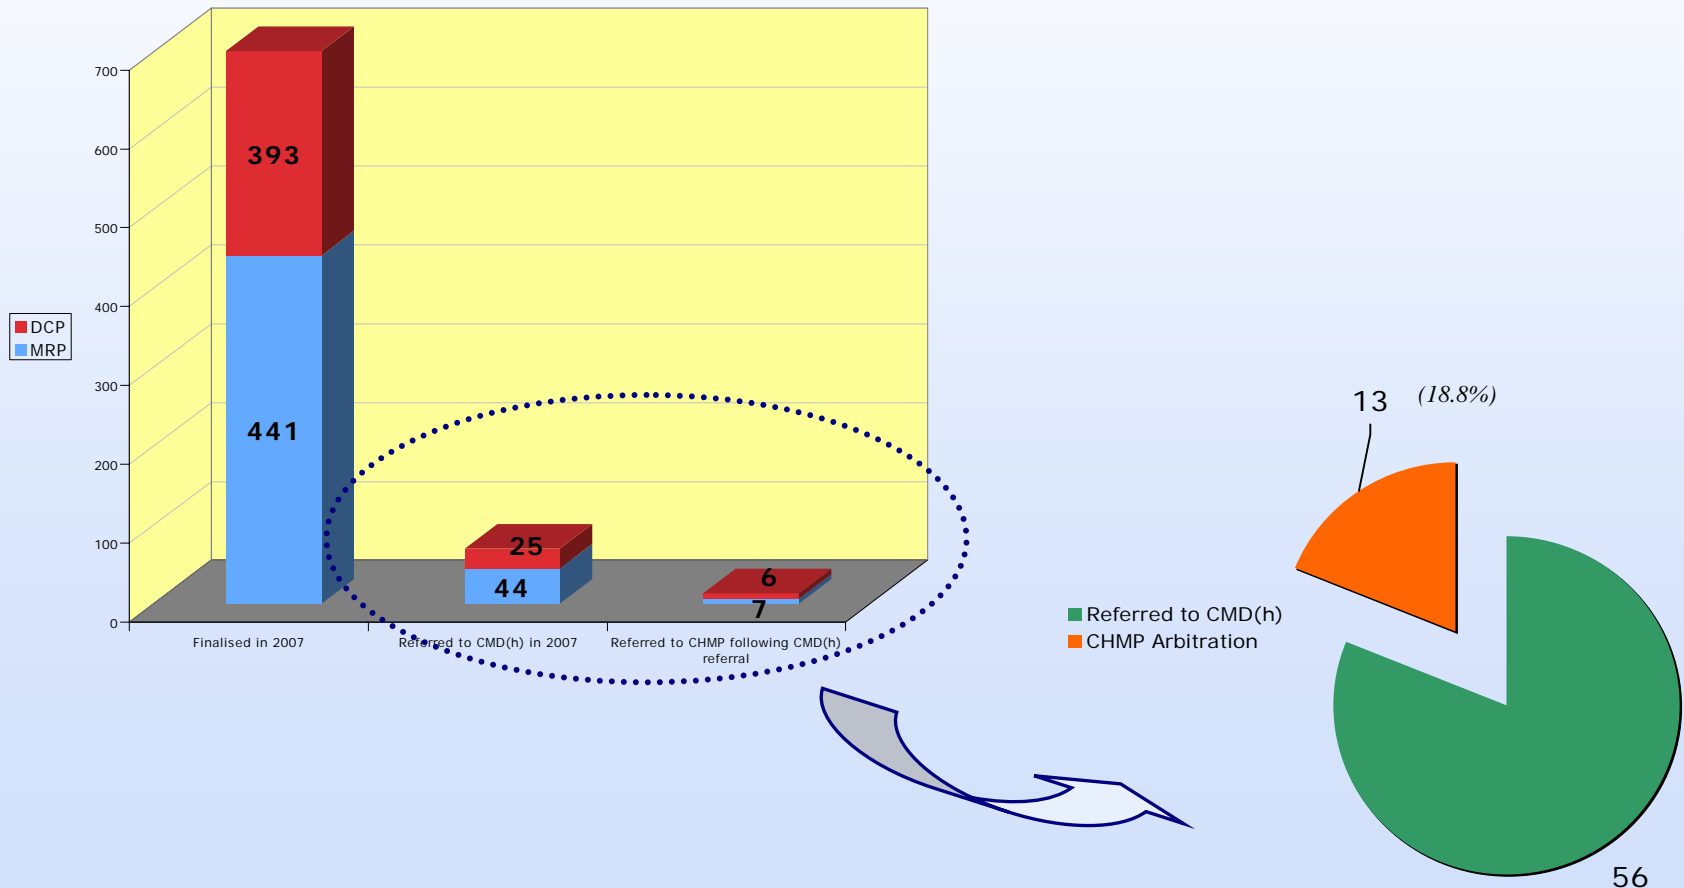 700
600
500
400
300
200
100
0
393
441
25
44
6
7
DCP
MRP
Finalised in 2007
Referred to CMD(h) in 2007
Referred to CHMP following CMD(h)
referral
13 (18.8%)
Referred to CMD(h)
CHMP Arbitration
56